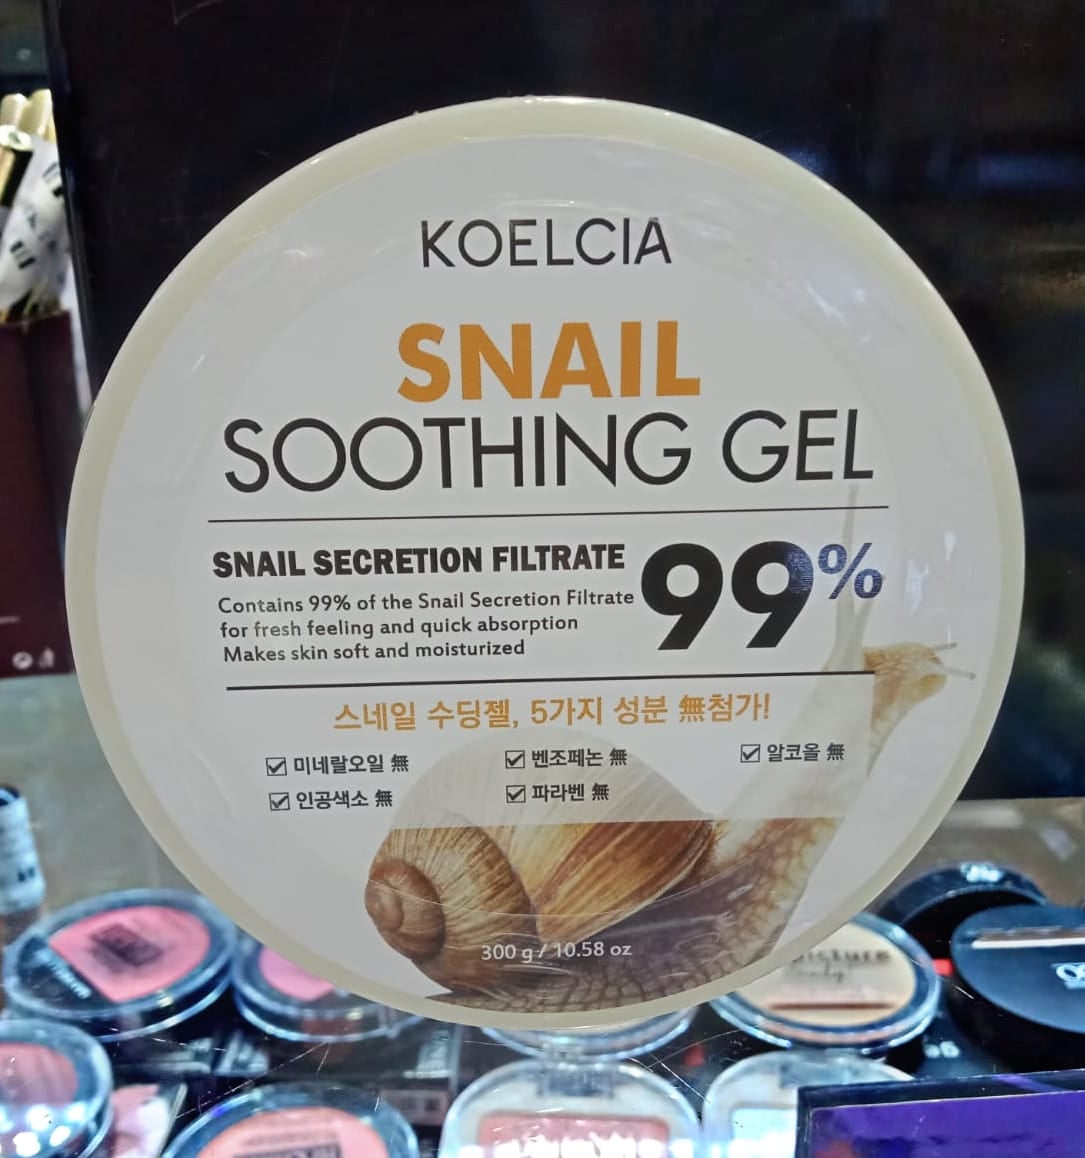 KOELCIA
SNAIL
SOOTHING GEL
SNAIL SECRETION FILTRATE 99%
Contains 99% of the Snail Secretion Filtrate
for fresh feeling and quick absorption
Makes skin soft and moisturized
스네일 수딩젤, 5가지 성분 無첨가!
☑ 미네랄오일 無 ☑ 벤조페논 無 ☑ 알코올 無
☑ 인공색소 無 ☑ 파라벤 無
300 g / 10.58 oz